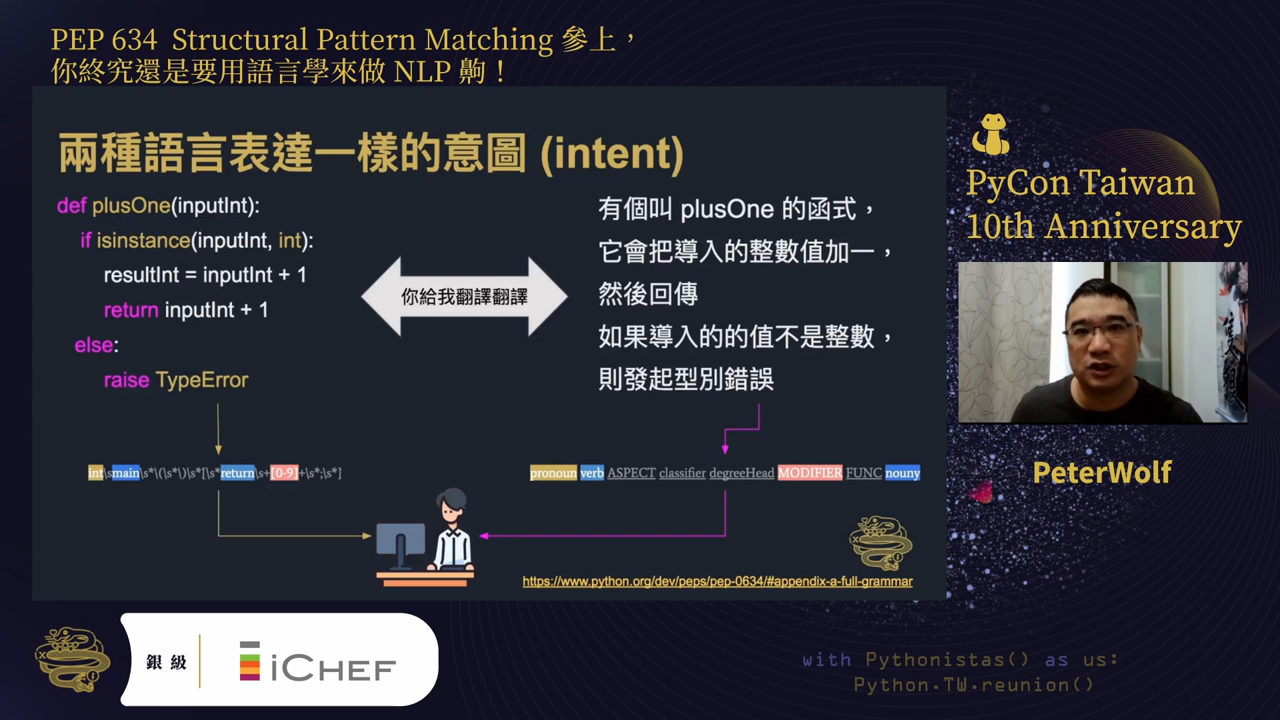 PEP 634 Structural Pattern Matching 參上，
你終究還是要用語言學來做 NLP 齁！
兩種語言表達一樣的意圖 (intent)
def plusOne(inputInt):
if isinstance(inputInt, int):
resultInt = inputInt + 1
return inputInt + 1
else:
raise TypeError
你給我翻譯翻譯
有個叫 plusOne 的函式，
它會把導入的整數值加一，
然後回傳
如果導入的的值不是整數，
則發起型別錯誤
int\s main\s*\(\s*\)\s*[\s*return\s+[0-9]+\s*;\s*]
pronoun verb ASPECT classifier degreeHead MODIFIER FUNC nouny
https://www.python.org/dev/peps/pep-0634/#appendix-a-full-grammar
PyCon Taiwan
10th Anniversary
PeterWolf
銀級
iCHEF
with Pythonistas() as us:
Python.TW.reunion()